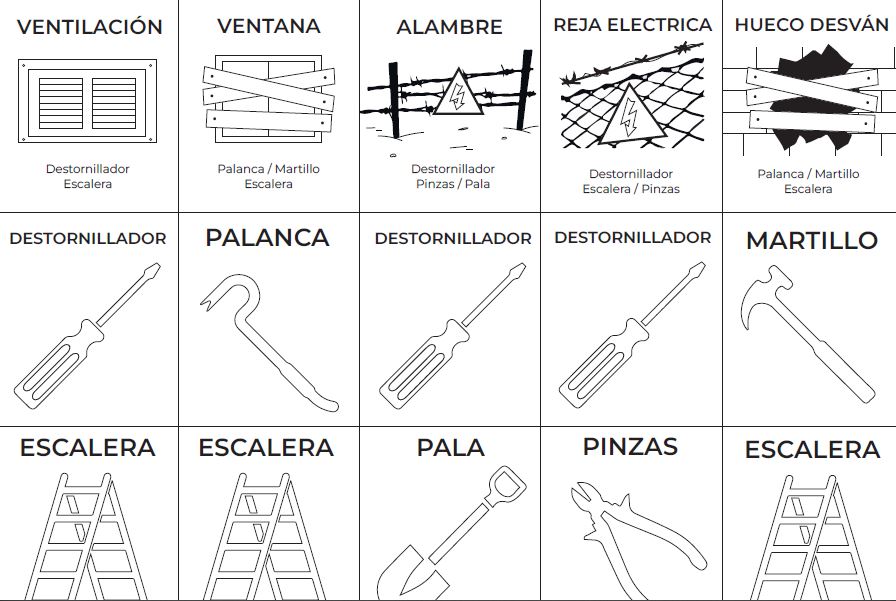 VENTILACIÓN
Destornillador
Escalera
VENTANA
Palanca / Martillo
Escalera
ALAMBRE
Destornillador
Pinzas / Pala
REJA ELECTRICA
Destornillador
Escalera / Pinzas
HUECO DESVÁN
Palanca / Martillo
Escalera
DESTORNILLADOR
PALANCA
DESTORNILLADOR
DESTORNILLADOR
MARTILLO
ESCALERA
ESCALERA
PALA
PINZAS
ESCALERA